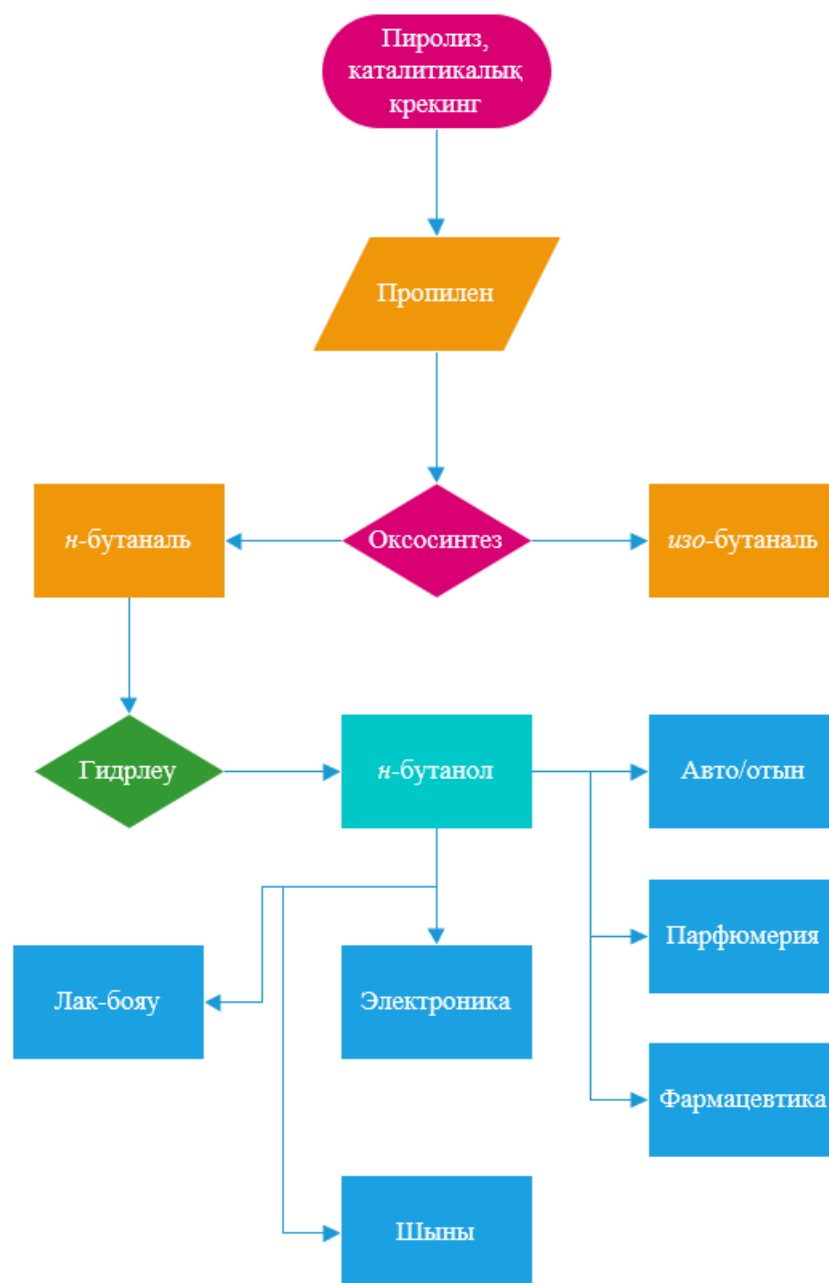 Пиролиз,
каталитикалық
крекинг
Пропилен
н-бутаналь
Оксосинтез
изо-бутаналь
Гидрлеу
н-бутанол
Авто/отын
Парфюмерия
Лак-бояу
Электроника
Фармацевтика
Шыны